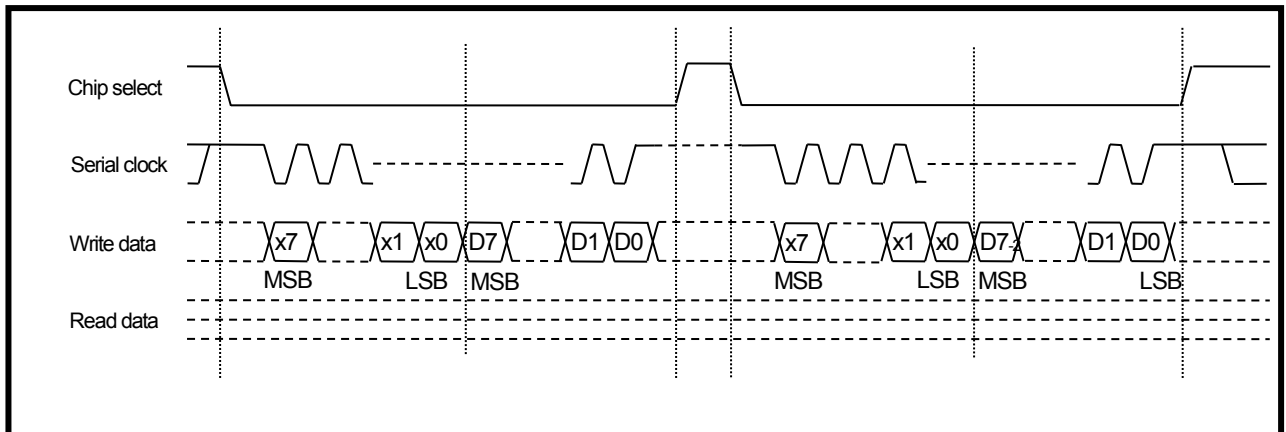 Chip select
Serial clock
Write data x7 x1 x0 D7 D1 D0 x7 x1 x0 D7-2 D1 D0
MSB LSB MSB MSB LSB MSB LSB
Read data